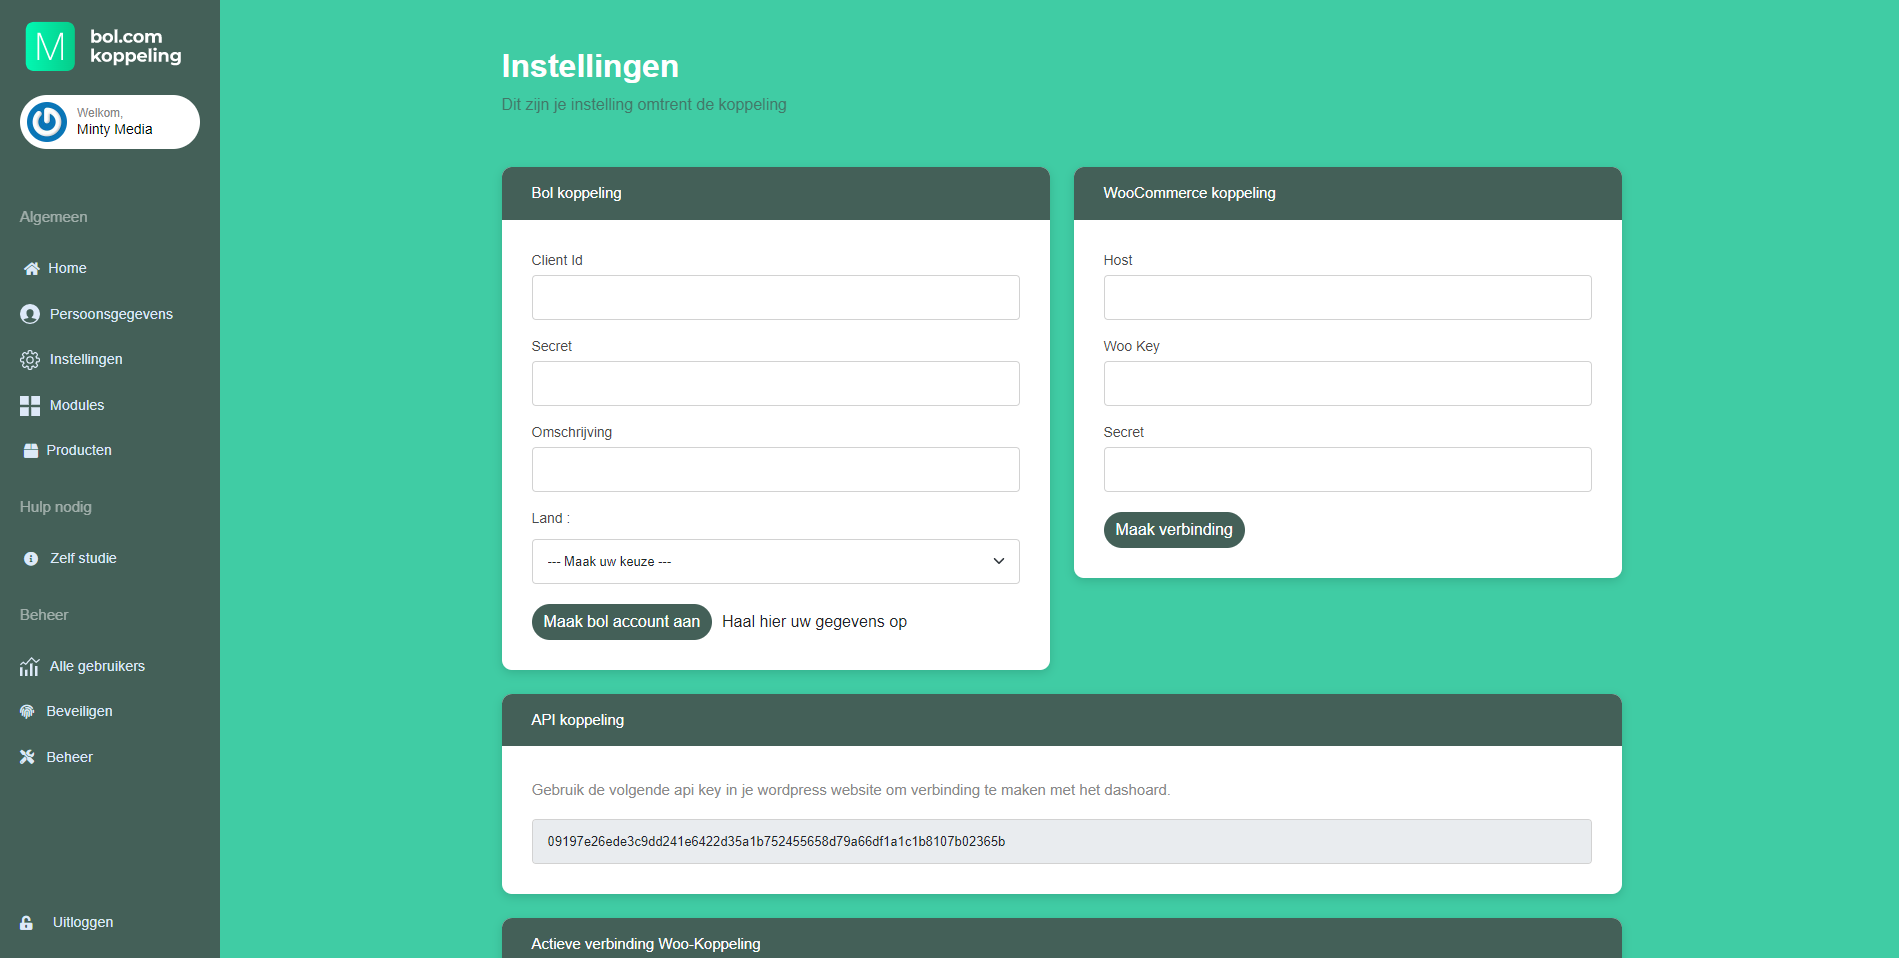 M
bol.com
koppeling
Welkom,
Minty Media
Algemeen
Home
Persoonsgegevens
Instellingen
Modules
Producten
Hulp nodig
Zelf studie
Beheer
Alle gebruikers
Beveiligen
Beheer
Uitloggen
Instellingen
Dit zijn je instelling omtrent de koppeling
Bol koppeling
Client Id
Secret
Omschrijving
Land :
--- Maak uw keuze ---
Maak bol account aan
Haal hier uw gegevens op
WooCommerce koppeling
Host
Woo Key
Secret
Maak verbinding
API koppeling
Gebruik de volgende api key in je wordpress website om verbinding te maken met het dashoard.
09197e26ede3c9dd241e6422d35a1b752455658d79a66df1a1c1b8107b02365b
Actieve verbinding Woo-Koppeling